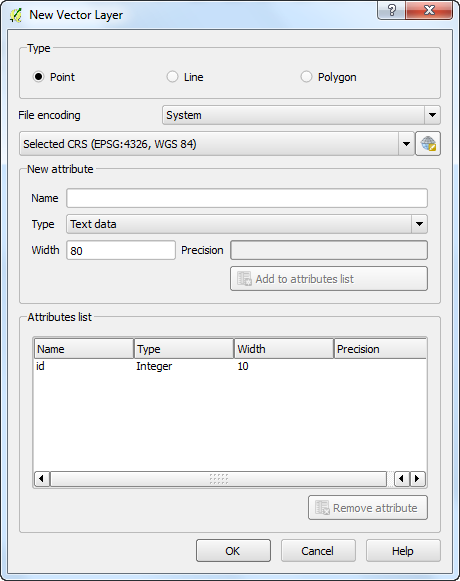 New Vector Layer
Type
Point Line Polygon
File encoding System
Selected CRS (EPSG:4326, WGS 84)
New attribute
Name
Type Text data
Width 80 Precision
Add to attributes list
Attributes list
Name Type Width Precision
id Integer 10
Remove attribute
OK Cancel Help